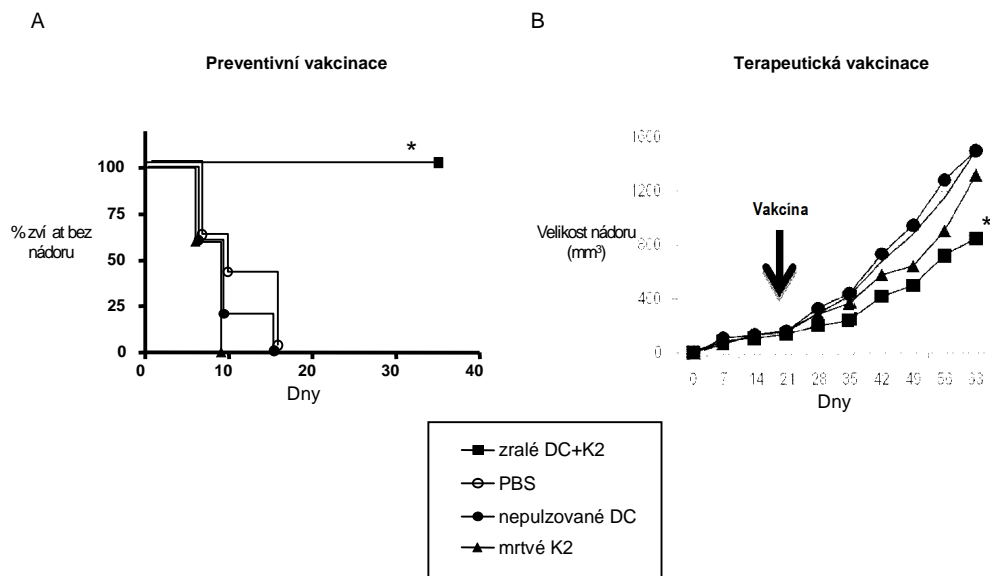 A
Preventivní vakcinace
% zví at bez
nádoru
100
75
50
25
0
0
10
20
30
40
*
Dny
B
Terapeutická vakcinace
Velikost nádoru
(mm³)
1600
1200
800
400
0
Vakcína
*
0 7 14 21 28 35 42 49 56 63
Dny
zralé DC+K2
PBS
nepulzované DC
mrtvé K2